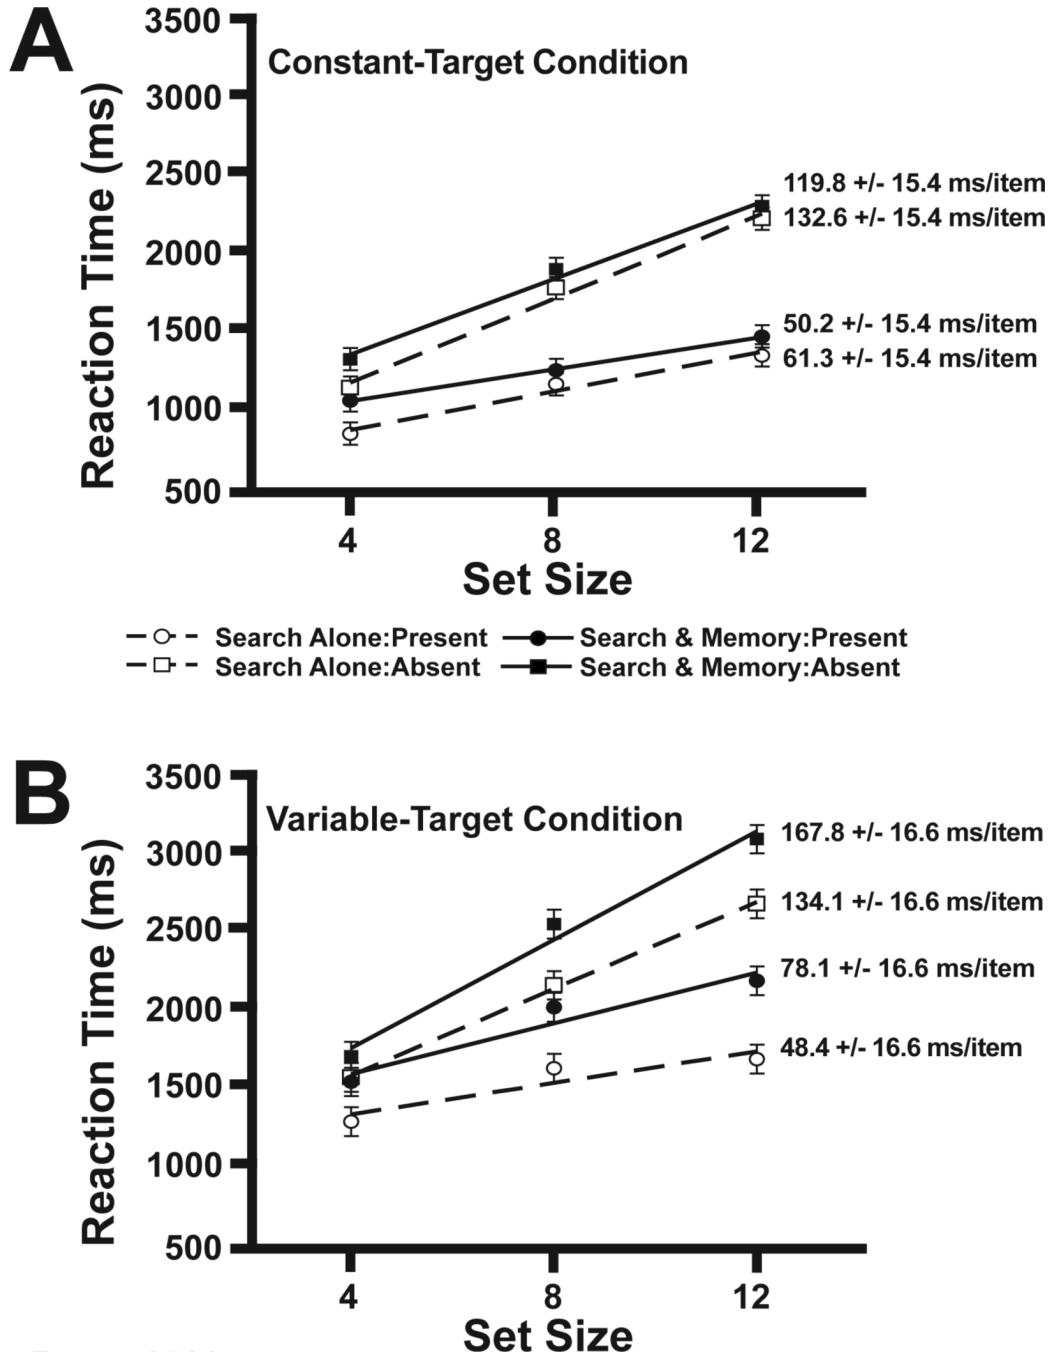 A
Constant-Target Condition
Reaction Time (ms)
3500
3000
2500
2000
1500
1000
500
119.8 +/- 15.4 ms/item
132.6 +/- 15.4 ms/item
50.2 +/- 15.4 ms/item
61.3 +/- 15.4 ms/item
4 8 12
Set Size
Search Alone:Present Search & Memory:Present
Search Alone:Absent Search & Memory:Absent
B
Variable-Target Condition
Reaction Time (ms)
3500
3000
2500
2000
1500
1000
500
167.8 +/- 16.6 ms/item
134.1 +/- 16.6 ms/item
78.1 +/- 16.6 ms/item
48.4 +/- 16.6 ms/item
4 8 12
Set Size